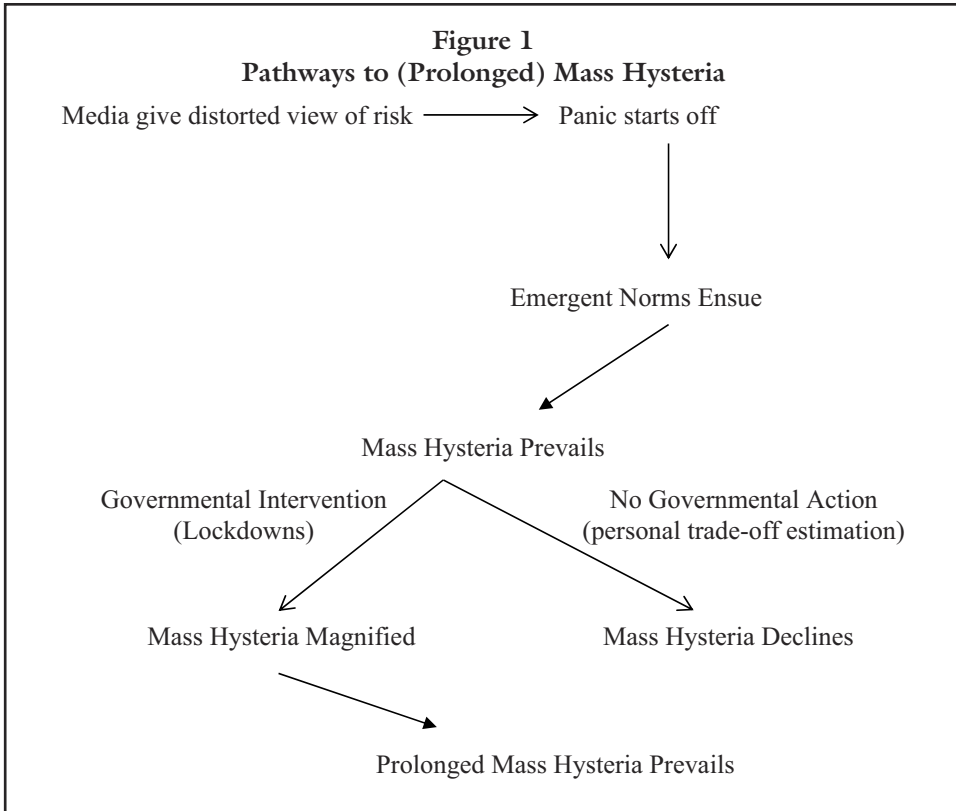 Figure 1
Pathways to (Prolonged) Mass Hysteria
Media give distorted view of risk
Panic starts off
Emergent Norms Ensue
Mass Hysteria Prevails
Governmental Intervention
(Lockdowns)
No Governmental Action
(personal trade-off estimation)
Mass Hysteria Magnified
Mass Hysteria Declines
Prolonged Mass Hysteria Prevails